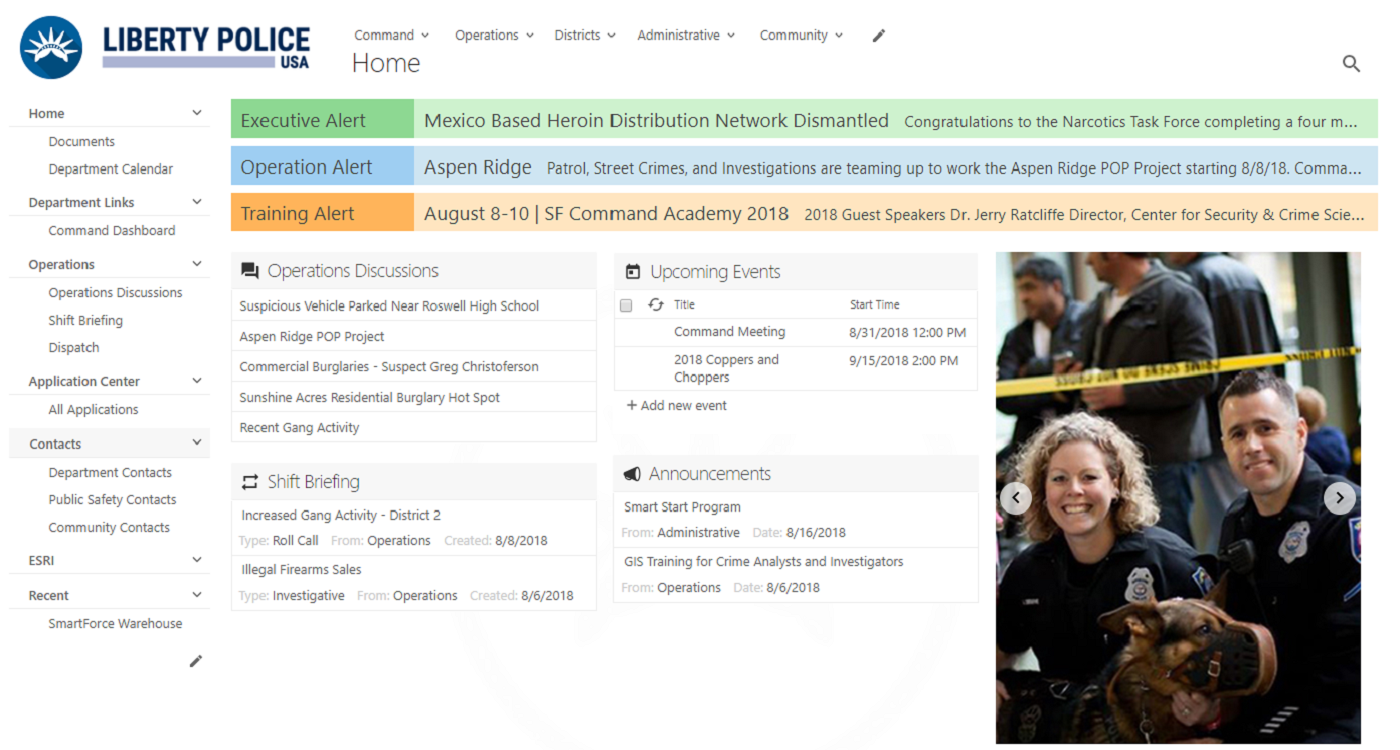 LIBERTY POLICE
USA
Command Operations Districts Administrative Community
Home
Home
Documents
Department Calendar
Department Links
Command Dashboard
Operations
Operations Discussions
Shift Briefing
Dispatch
Application Center
All Applications
Contacts
Department Contacts
Public Safety Contacts
Community Contacts
ESRI
Recent
SmartForce Warehouse
Executive Alert Mexico Based Heroin Distribution Network Dismantled Congratulations to the Narcotics Task Force completing a four m...
Operation Alert Aspen Ridge Patrol, Street Crimes, and Investigations are teaming up to work the Aspen Ridge POP Project starting 8/8/18. Comma...
Training Alert August 8-10 | SF Command Academy 2018 2018 Guest Speakers Dr. Jerry Ratcliffe Director, Center for Security & Crime Scie...
Operations Discussions
Suspicious Vehicle Parked Near Roswell High School
Aspen Ridge POP Project
Commercial Burglaries - Suspect Greg Christoferson
Sunshine Acres Residential Burglary Hot Spot
Recent Gang Activity
Shift Briefing
Increased Gang Activity - District 2
Type: Roll Call From: Operations Created: 8/8/2018
Illegal Firearms Sales
Type: Investigative From: Operations Created: 8/6/2018
Upcoming Events
Title Start Time
Command Meeting 8/31/2018 12:00 PM
2018 Coppers and 9/15/2018 2:00 PM
Choppers
+ Add new event
Announcements
Smart Start Program
From: Administrative Date: 8/16/2018
GIS Training for Crime Analysts and Investigators
From: Operations Date: 8/6/2018